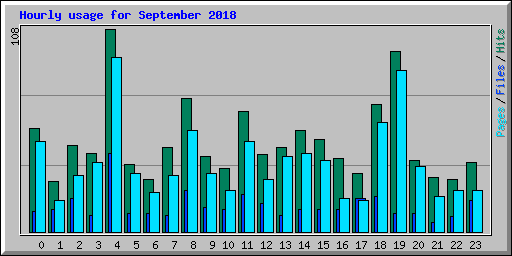 Hourly usage for September 2018
108
Pages/Files/Hits
0 1 2 3 4 5 6 7 8 9 10 11 12 13 14 15 16 17 18 19 20 21 22 23